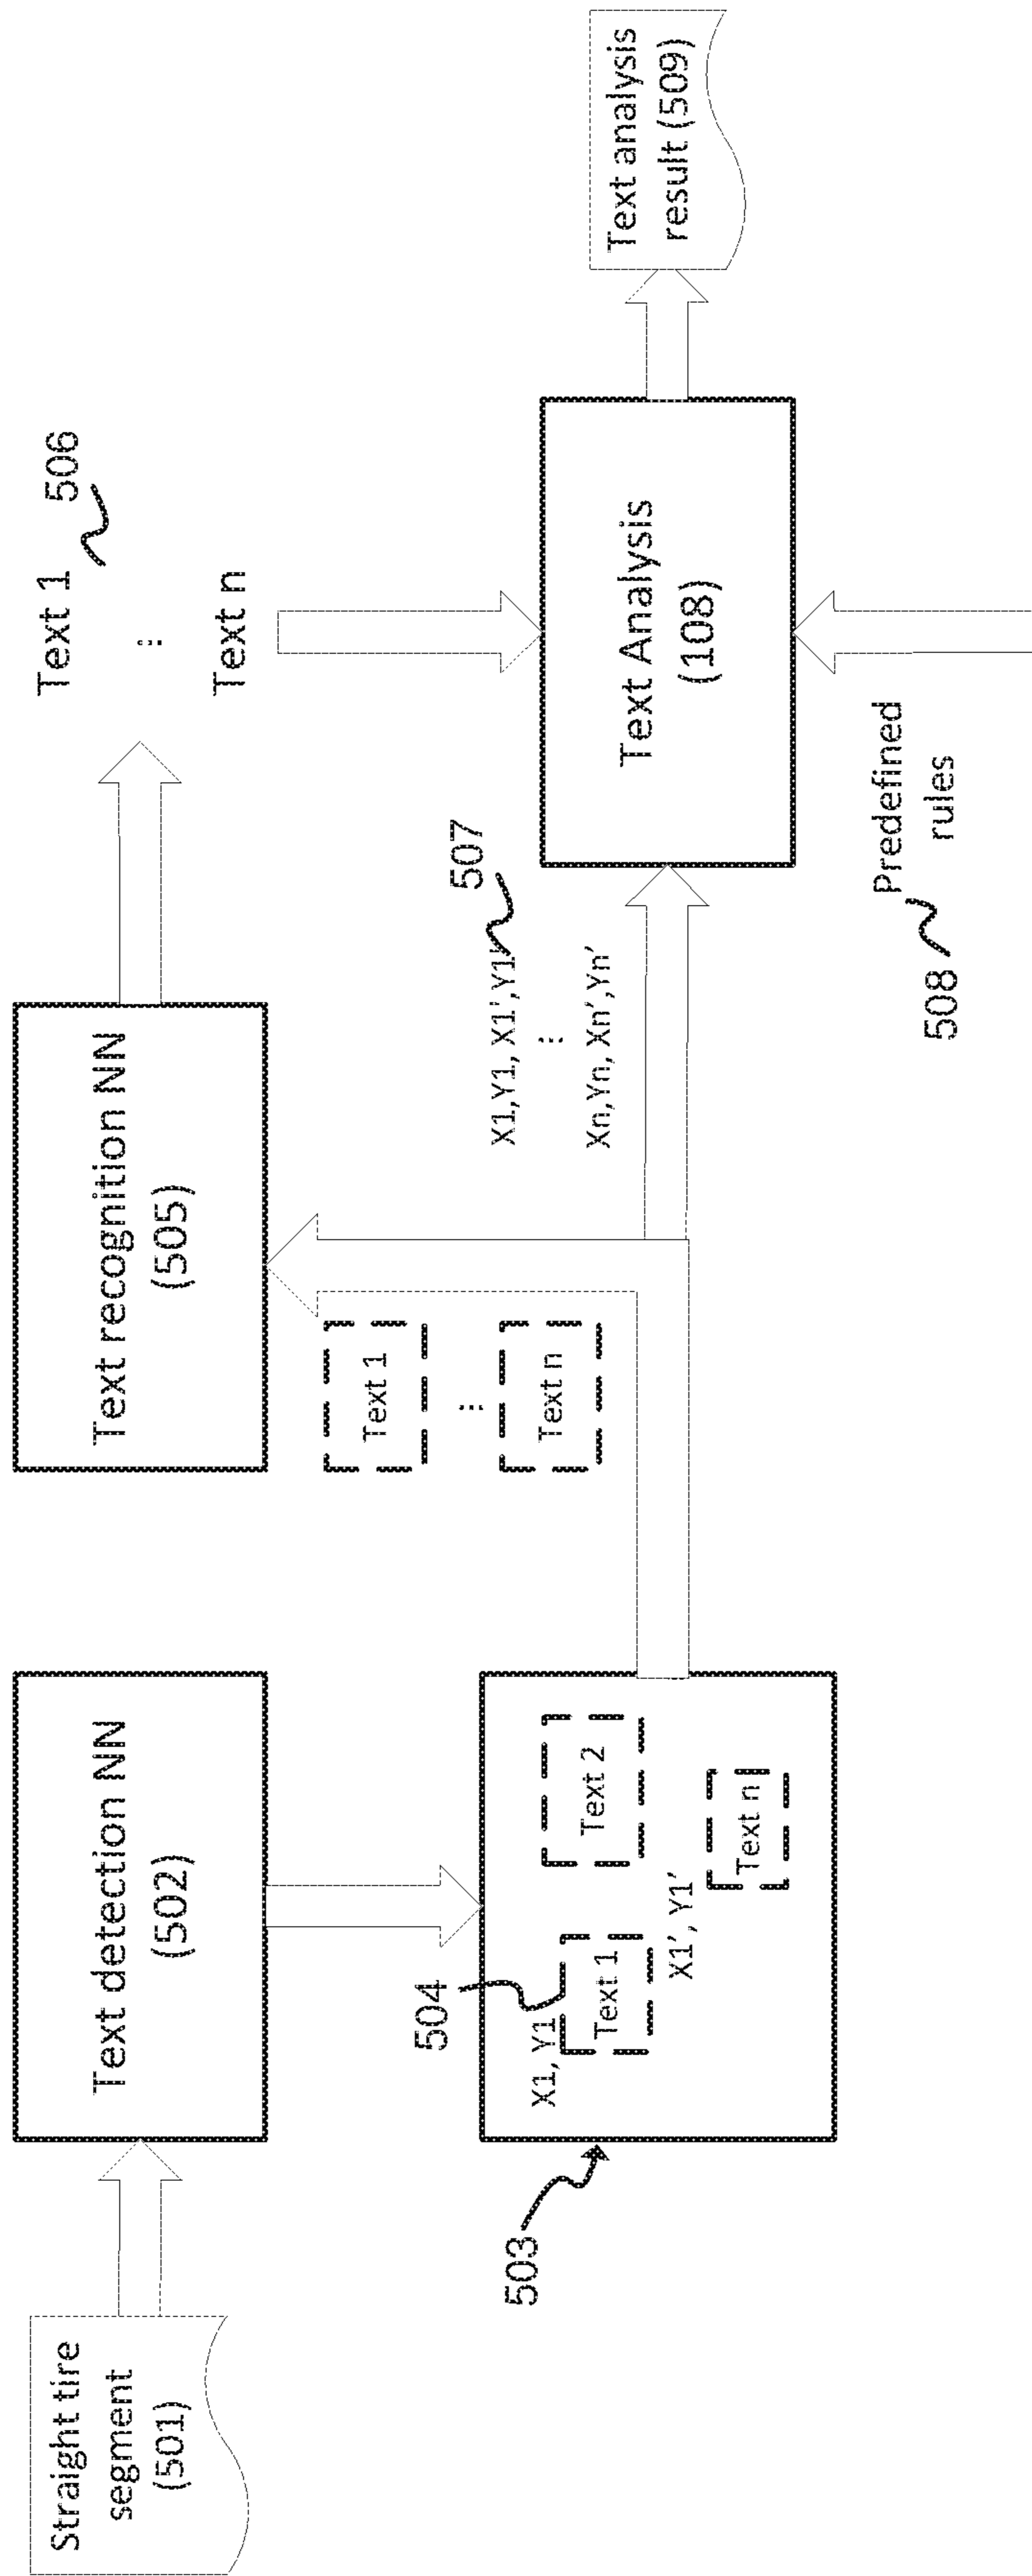 Straight tire
segment
(501)
Text detection NN
(502)
503
504
X1, Y1
Text 1
X1', Y1'
Text 2
Text n
Text recognition NN
(505)
Text 1
⋮
Text n
Text 1
⋮
Text n
506
X1,Y1, X1',Y1'
⋮
Xn,Yn, Xn',Yn'
507
Text Analysis
(108)
Predefined
rules
508
Text analysis
result (509)